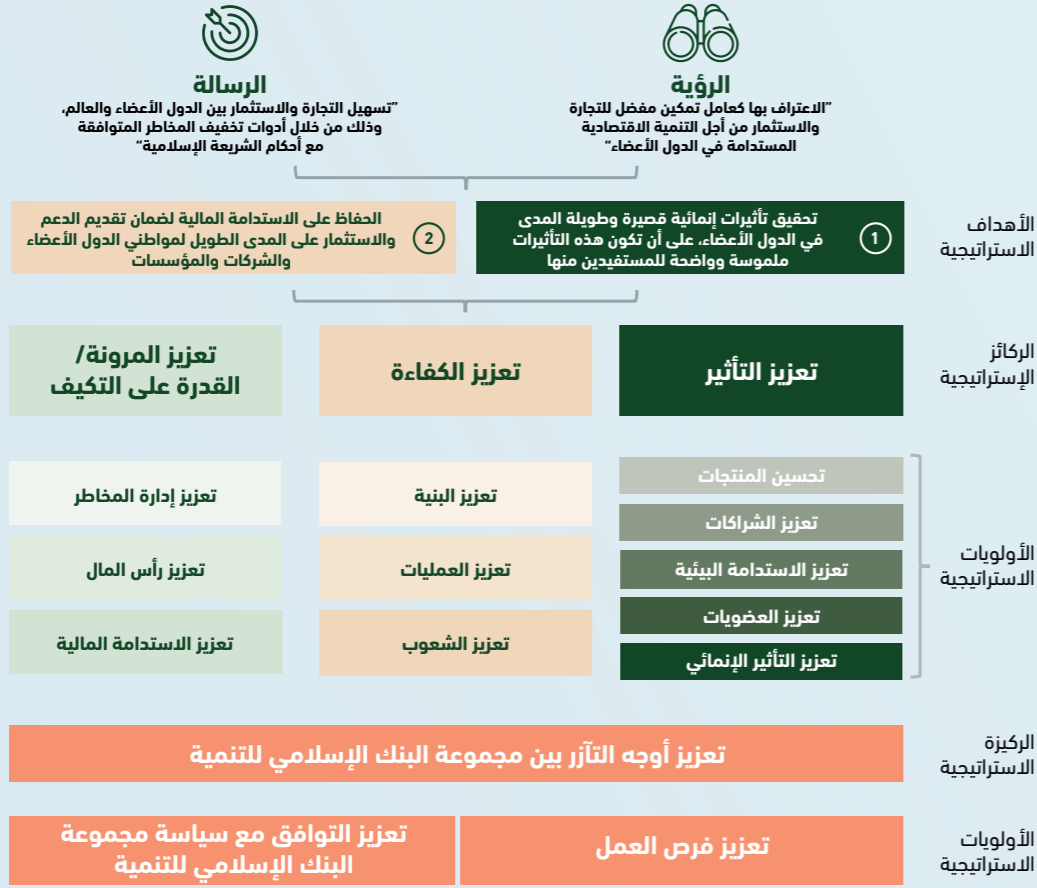 الرؤية
"الاعتراف بها كعامل تمكين مفضل للتجارة
والاستثمار من أجل التنمية الاقتصادية
المستدامة في الدول الأعضاء"
الرسالة
"تسهيل التجارة والاستثمار بين الدول الأعضاء والعالم،
وذلك من خلال أدوات تخفيف المخاطر المتوافقة
مع أحكام الشريعة الإسلامية"
الأهداف
الاستراتيجية
1
تحقيق تأثيرات إنمائية قصيرة وطويلة المدى
في الدول الأعضاء، على أن تكون هذه التأثيرات
ملموسة وواضحة للمستفيدين منها
2
الحفاظ على الاستدامة المالية لضمان تقديم الدعم
والاستثمار على المدى الطويل لمواطني الدول الأعضاء
والشركات والمؤسسات
الركائز
الإستراتيجية
تعزيز التأثير
تعزيز الكفاءة
تعزيز المرونة/
القدرة على التكيف
الأولويات
الاستراتيجية
تحسين المنتجات
تعزيز الشراكات
تعزيز الاستدامة البيئية
تعزيز العضويات
تعزيز التأثير الإنمائي
تعزيز البنية
تعزيز العمليات
تعزيز الشعوب
تعزيز إدارة المخاطر
تعزيز رأس المال
تعزيز الاستدامة المالية
الركيزة
الاستراتيجية
تعزيز أوجه التآزر بين مجموعة البنك الإسلامي للتنمية
الأولويات
الاستراتيجية
تعزيز فرص العمل
تعزيز التوافق مع سياسة مجموعة
البنك الإسلامي للتنمية